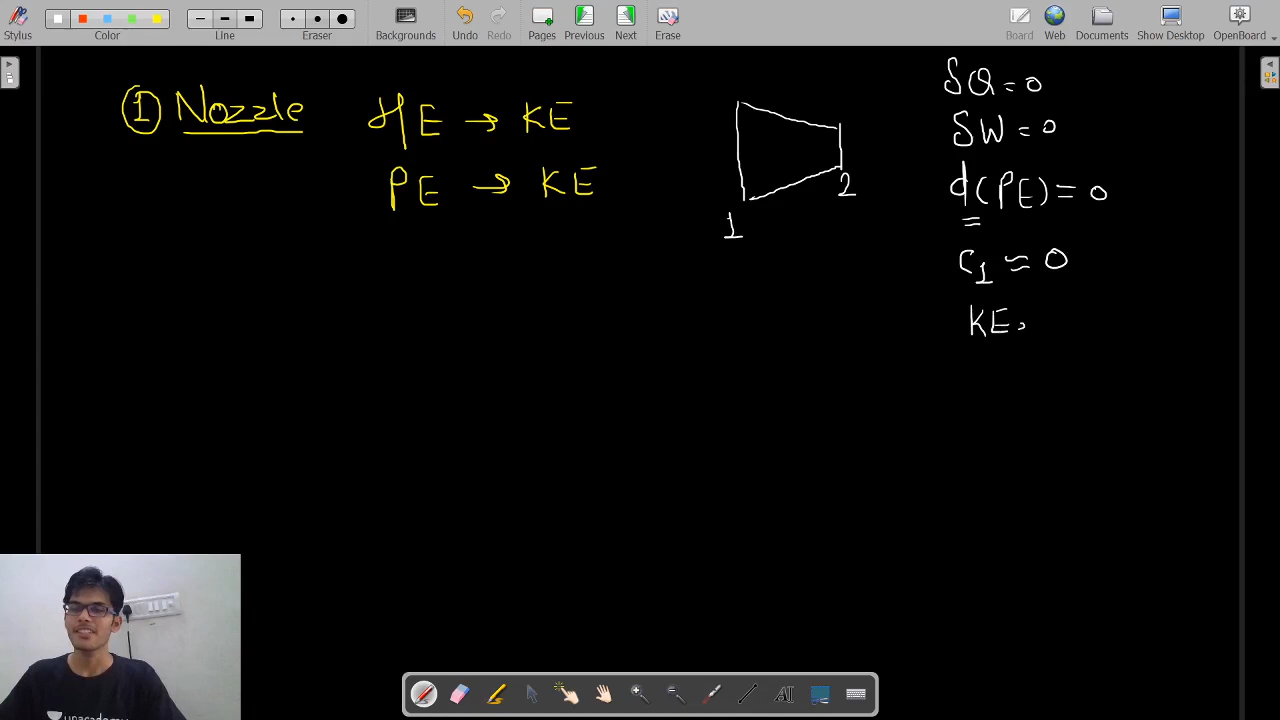 Stylus
Color
Line
Eraser
Backgrounds
Undo
Pages
Previous
Next
Erase
Board
Web
Documents
Show Desktop
OpenBoard
① Nozzle
HE → KE
PE → KE
1
2
δQ = 0
δW = 0
d(PE) = 0
C₁ ≈ 0
KE
unacademy